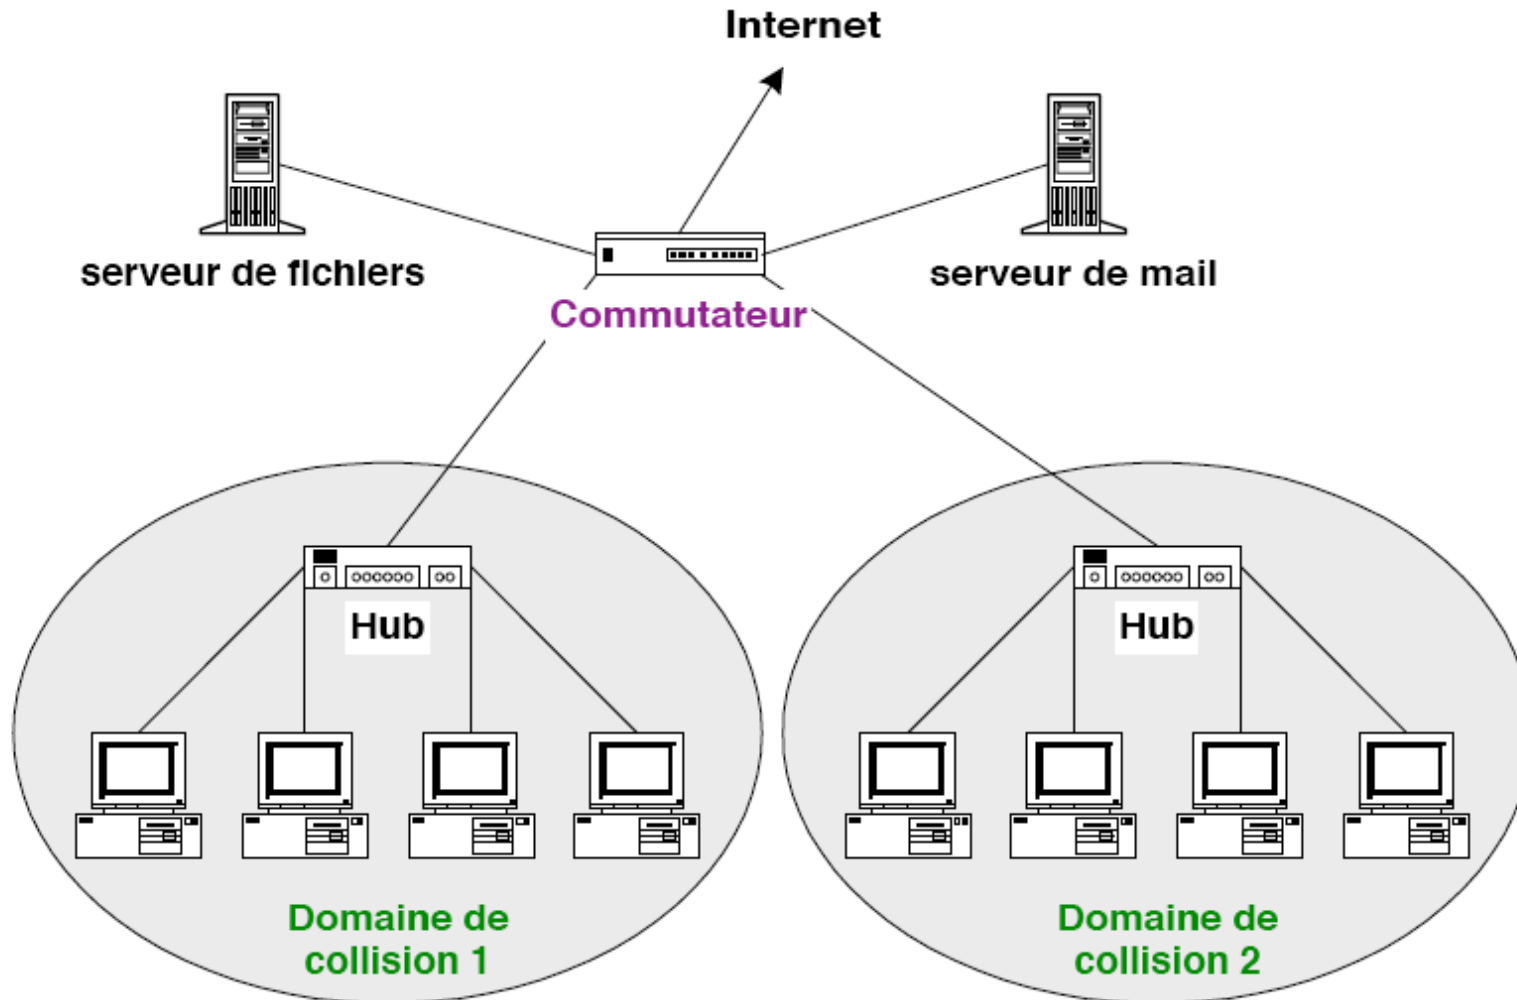 Internet
serveur de fichiers
serveur de mail
Commutateur
Hub
Hub
Domaine de
collision 1
Domaine de
collision 2